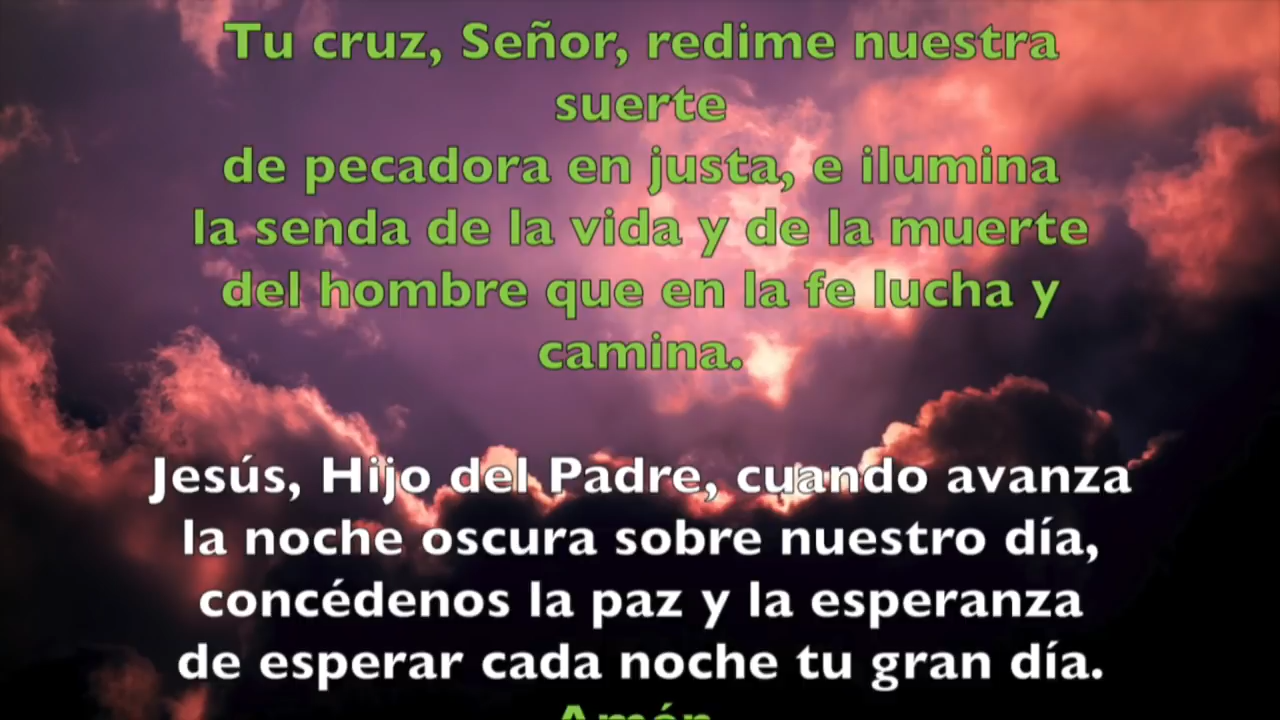 Tu cruz, Señor, redime nuestra
suerte
de pecadora en justa, e ilumina
la senda de la vida y de la muerte
del hombre que en la fe lucha y
camina.
Jesús, Hijo del Padre, cuando avanza
la noche oscura sobre nuestro día,
concédenos la paz y la esperanza
de esperar cada noche tu gran día.
Amén.